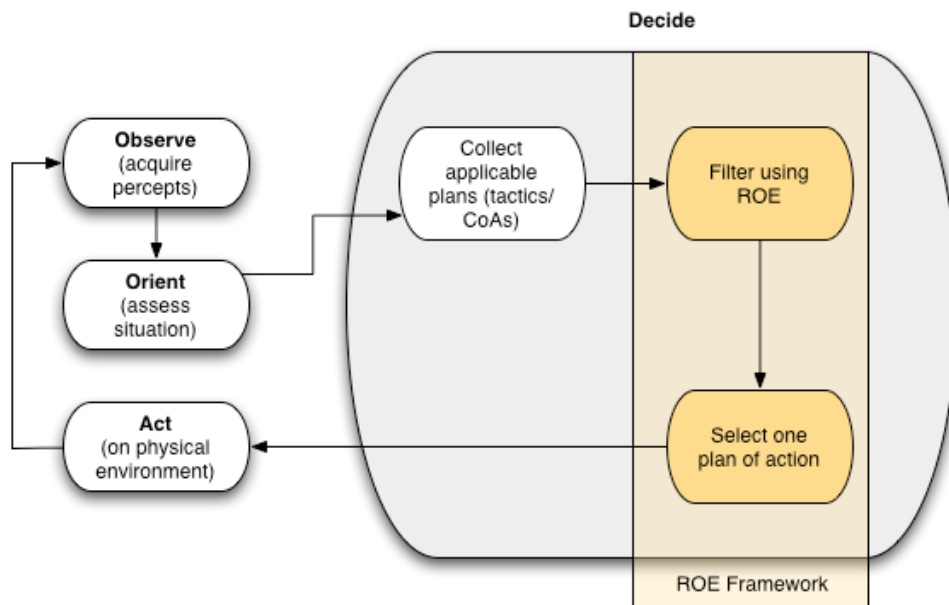 Decide
Observe
(acquire
percepts)
Collect
applicable
plans (tactics/
CoAs)
Filter using
ROE
Orient
(assess
situation)
Act
(on physical
environment)
Select one
plan of action
ROE Framework